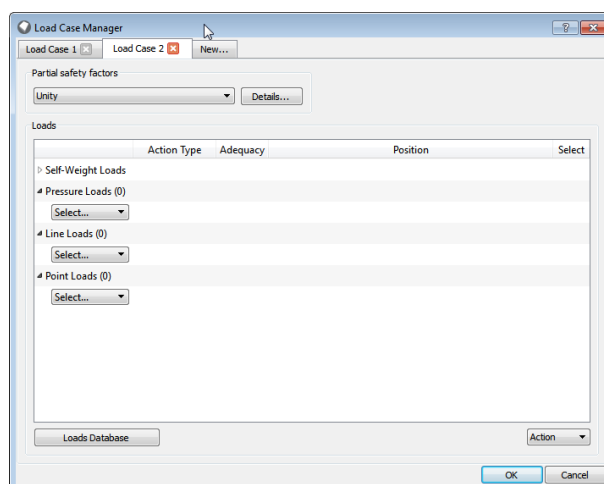 Load Case Manager
Load Case 1 Load Case 2 New...
Partial safety factors
Unity Details...
Loads
Action Type Adequacy Position Select
Self-Weight Loads
Pressure Loads (0)
Select...
Line Loads (0)
Select...
Point Loads (0)
Select...
Loads Database Action
OK Cancel